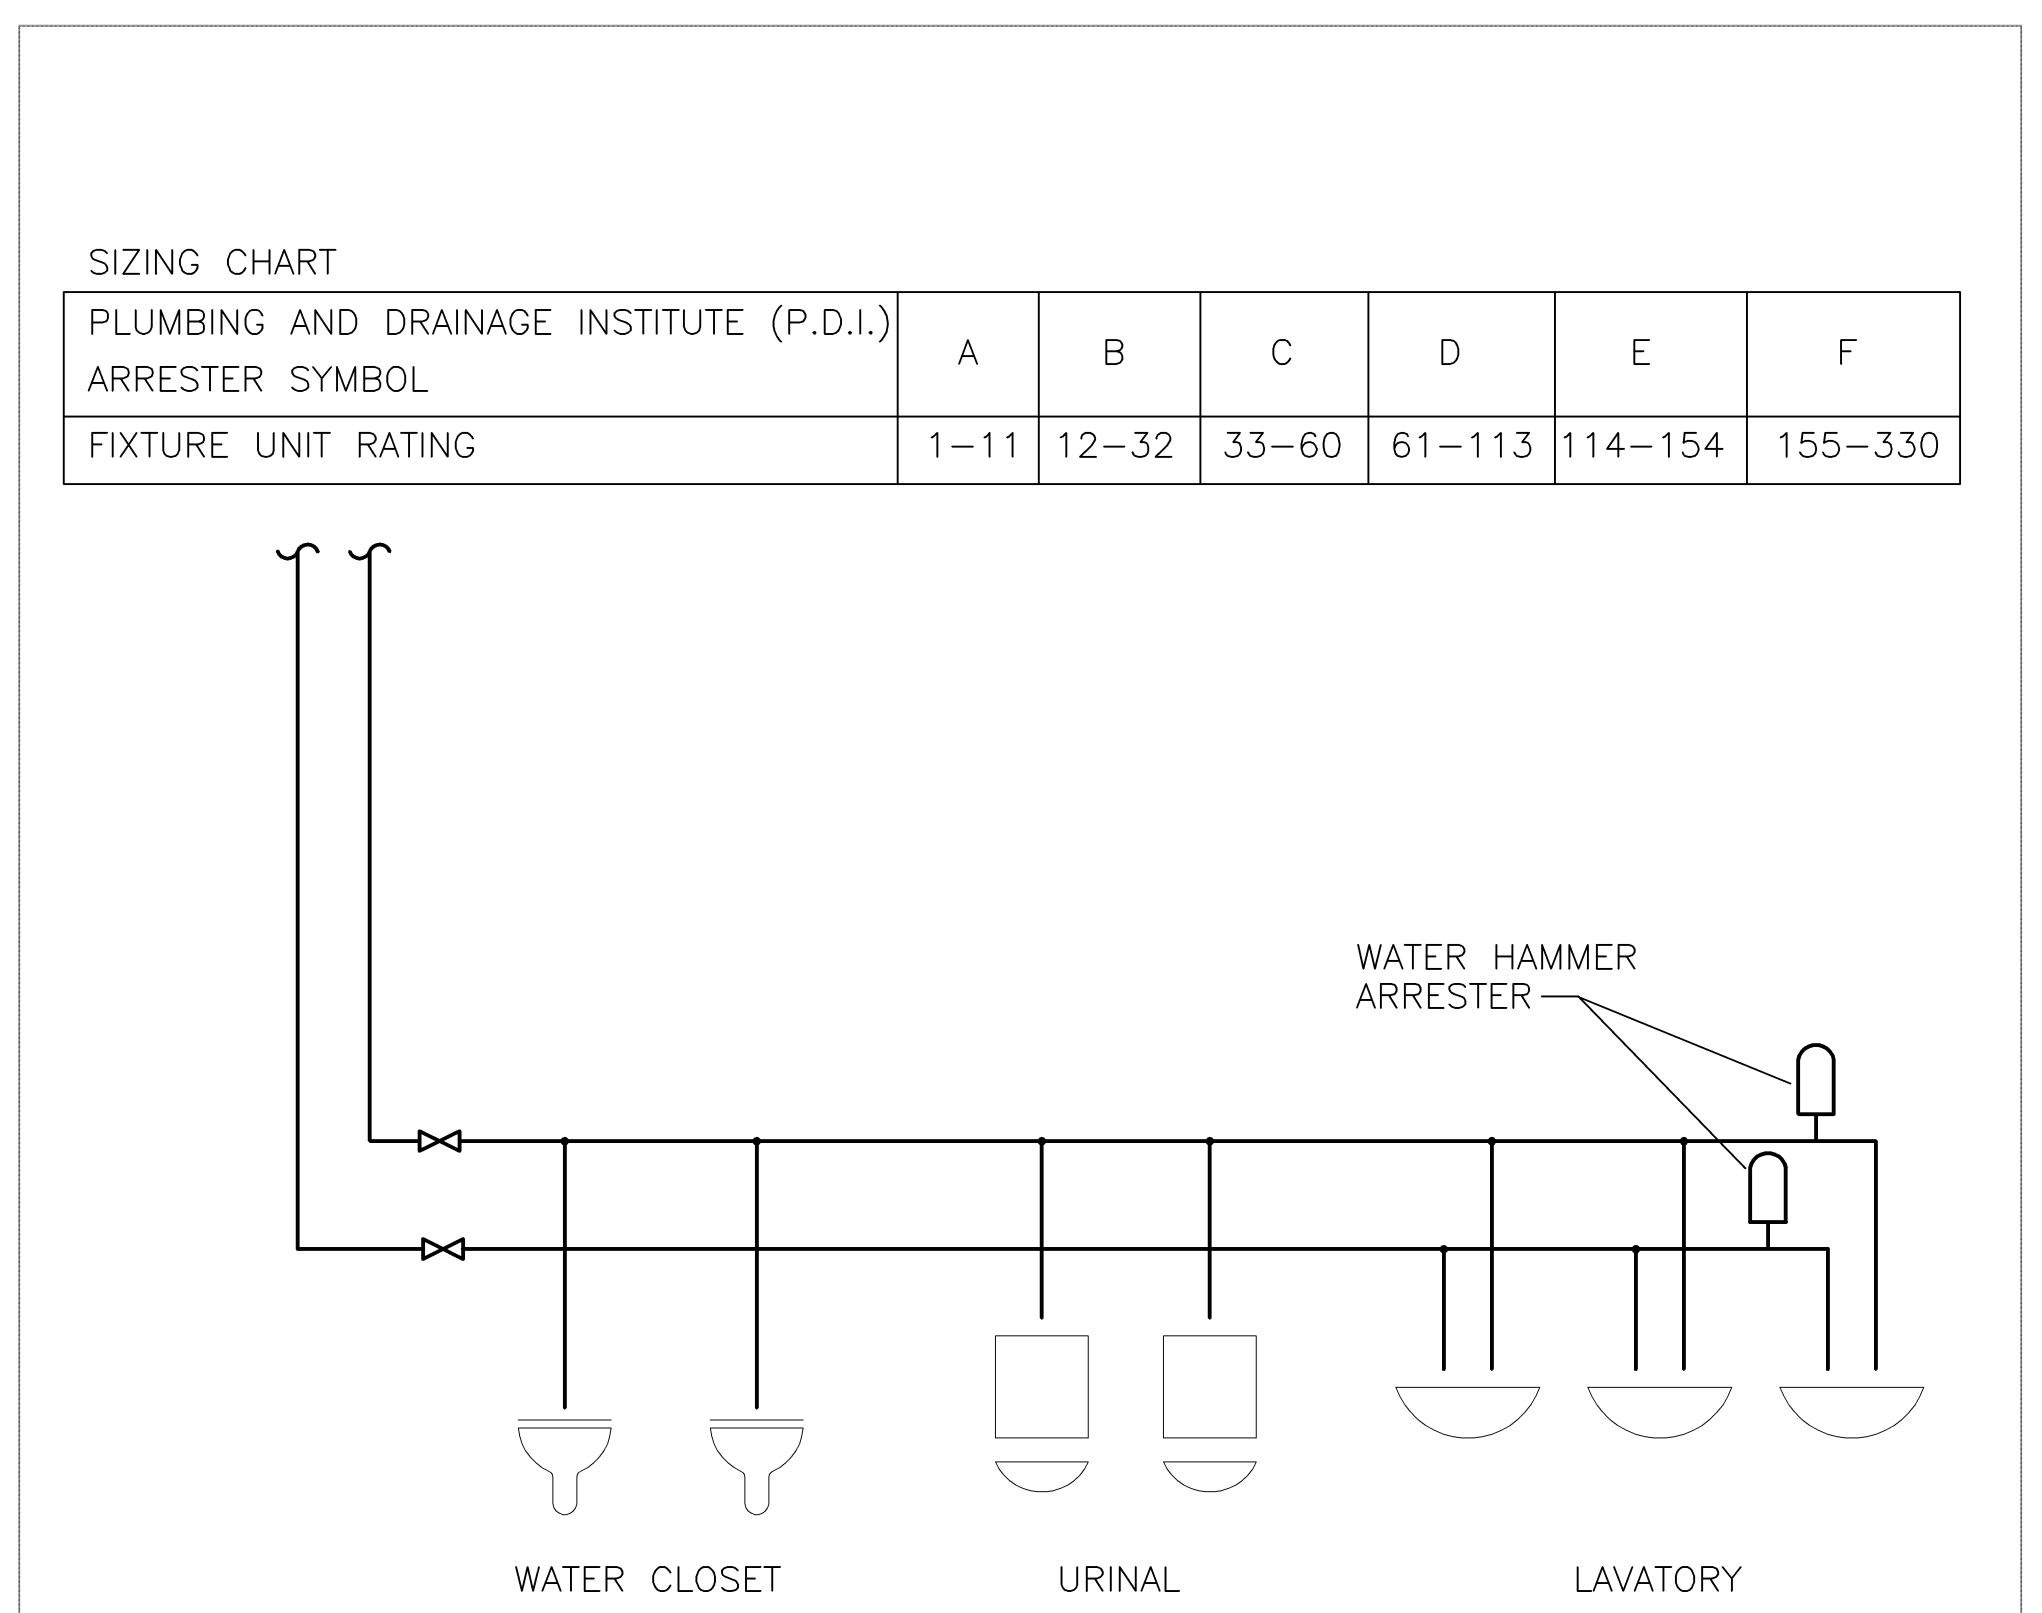 SIZING CHART
PLUMBING AND DRAINAGE INSTITUTE (P.D.I.)
ARRESTER SYMBOL
A B C D E F
FIXTURE UNIT RATING 1-11 12-32 33-60 61-113 114-154 155-330
WATER HAMMER
ARRESTER
WATER CLOSET URINAL LAVATORY